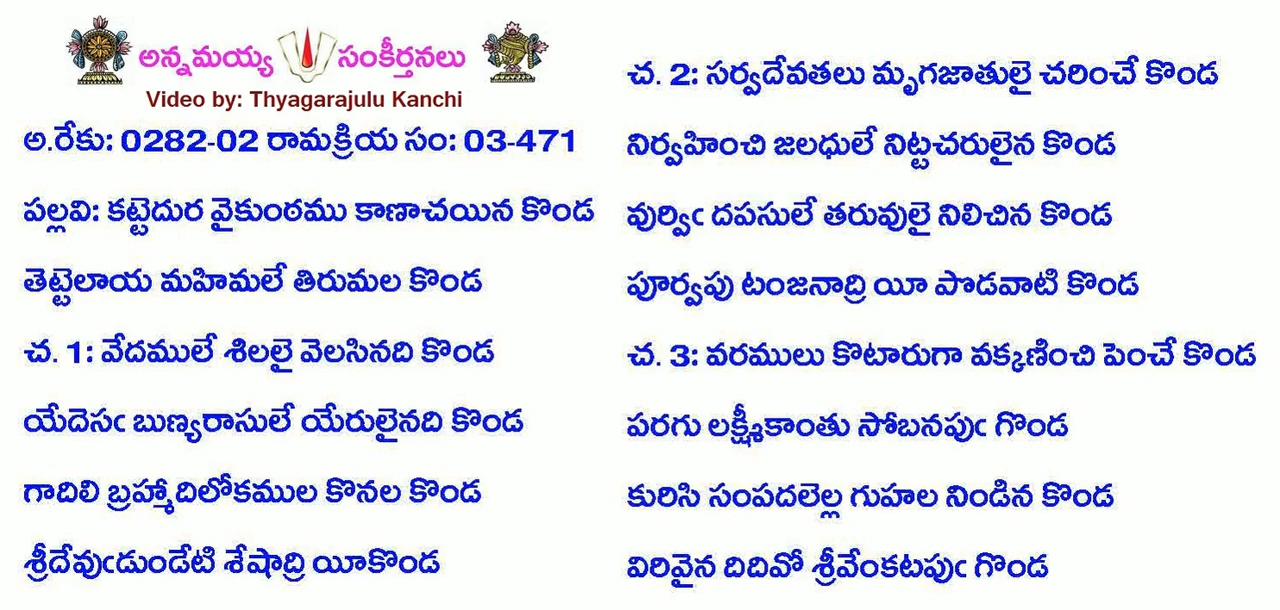 అన్నమయ్య సంకీర్తనలు
Video by: Thyagarajulu Kanchi
అ.రేకు: 0282-02 రామక్రియ సం: 03-471
పల్లవి: కట్టెదుర వైకుంఠము కాణాచయిన కొండ
తెట్టెలాయ మహిమలే తిరుమల కొండ
చ. 1: వేదములే శిలలై వెలసినది కొండ
యేదెసఁ బుణ్యరాసులే యేరులైనది కొండ
గాదిలి బ్రహ్మాదిలోకముల కొనల కొండ
శ్రీదేవుఁడుండేటి శేషాద్రి యీకొండ
చ. 2: సర్వదేవతలు మృగజాతులై చరించే కొండ
నిర్వహించి జలధులే నిట్టచరులైన కొండ
వుర్విఁ దపసులే తరువులై నిలిచిన కొండ
పూర్వపు టంజనాద్రి యీ పొడవాటి కొండ
చ. 3: వరములు కొటారుగా వక్కణించి పెంచే కొండ
పరగు లక్ష్మీకాంతు సోబనపుఁ గొండ
కురిసి సంపదలెల్ల గుహల నిండిన కొండ
విరివైన దిదివో శ్రీవేంకటపుఁ గొండ